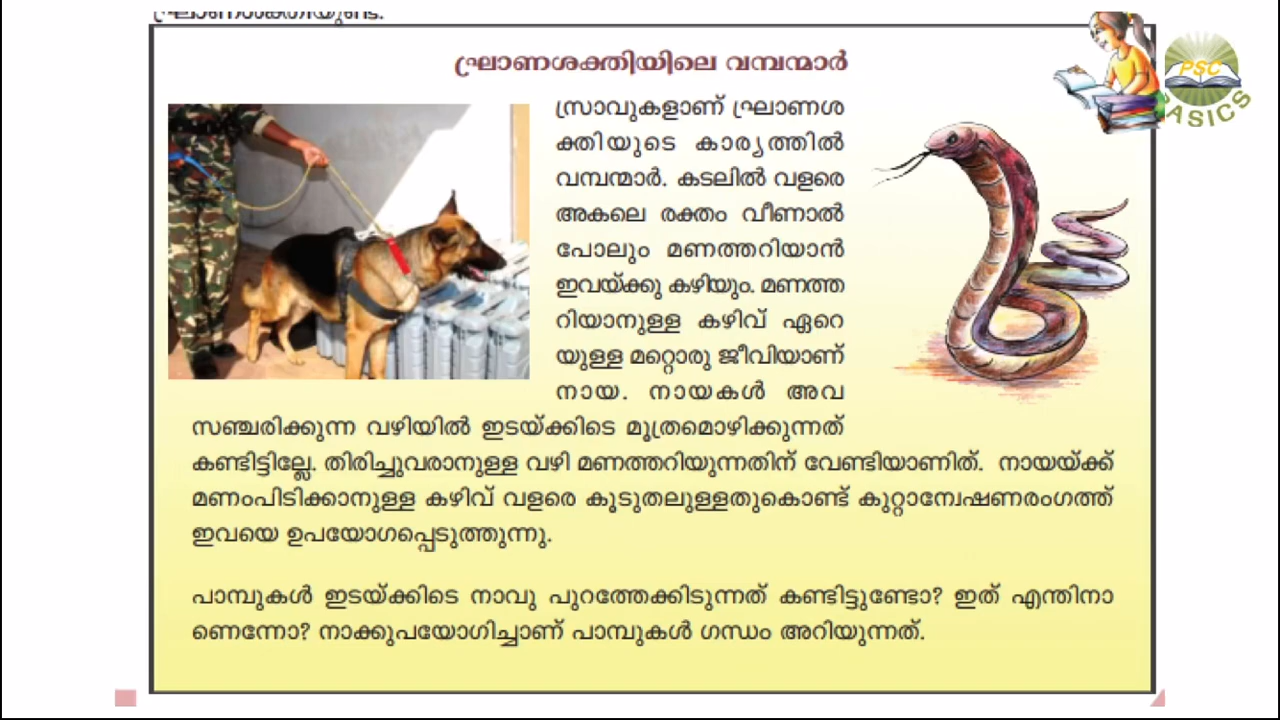 ഘ്രാണശക്തിയുണ്ട്.
ഘ്രാണശക്തിയിലെ വമ്പന്മാർ
സ്രാവുകളാണ് ഘ്രാണശ
ക്തിയുടെ കാര്യത്തിൽ
വമ്പന്മാർ. കടലിൽ വളരെ
അകലെ രക്തം വീണാൽ
പോലും മണത്തറിയാൻ
ഇവയ്ക്കു കഴിയും. മണത്ത
റിയാനുള്ള കഴിവ് ഏറെ
യുള്ള മറ്റൊരു ജീവിയാണ്
നായ. നായകൾ അവ
സഞ്ചരിക്കുന്ന വഴിയിൽ ഇടയ്ക്കിടെ മൂത്രമൊഴിക്കുന്നത്
കണ്ടിട്ടില്ലേ. തിരിച്ചുവരാനുള്ള വഴി മണത്തറിയുന്നതിന് വേണ്ടിയാണിത്. നായയ്ക്ക്
മണംപിടിക്കാനുള്ള കഴിവ് വളരെ കൂടുതലുള്ളതുകൊണ്ട് കുറ്റാന്വേഷണരംഗത്ത്
ഇവയെ ഉപയോഗപ്പെടുത്തുന്നു.
പാമ്പുകൾ ഇടയ്ക്കിടെ നാവു പുറത്തേക്കിടുന്നത് കണ്ടിട്ടുണ്ടോ? ഇത് എന്തിനാ
ണെന്നോ? നാക്കുപയോഗിച്ചാണ് പാമ്പുകൾ ഗന്ധം അറിയുന്നത്.
PSC
BASICS